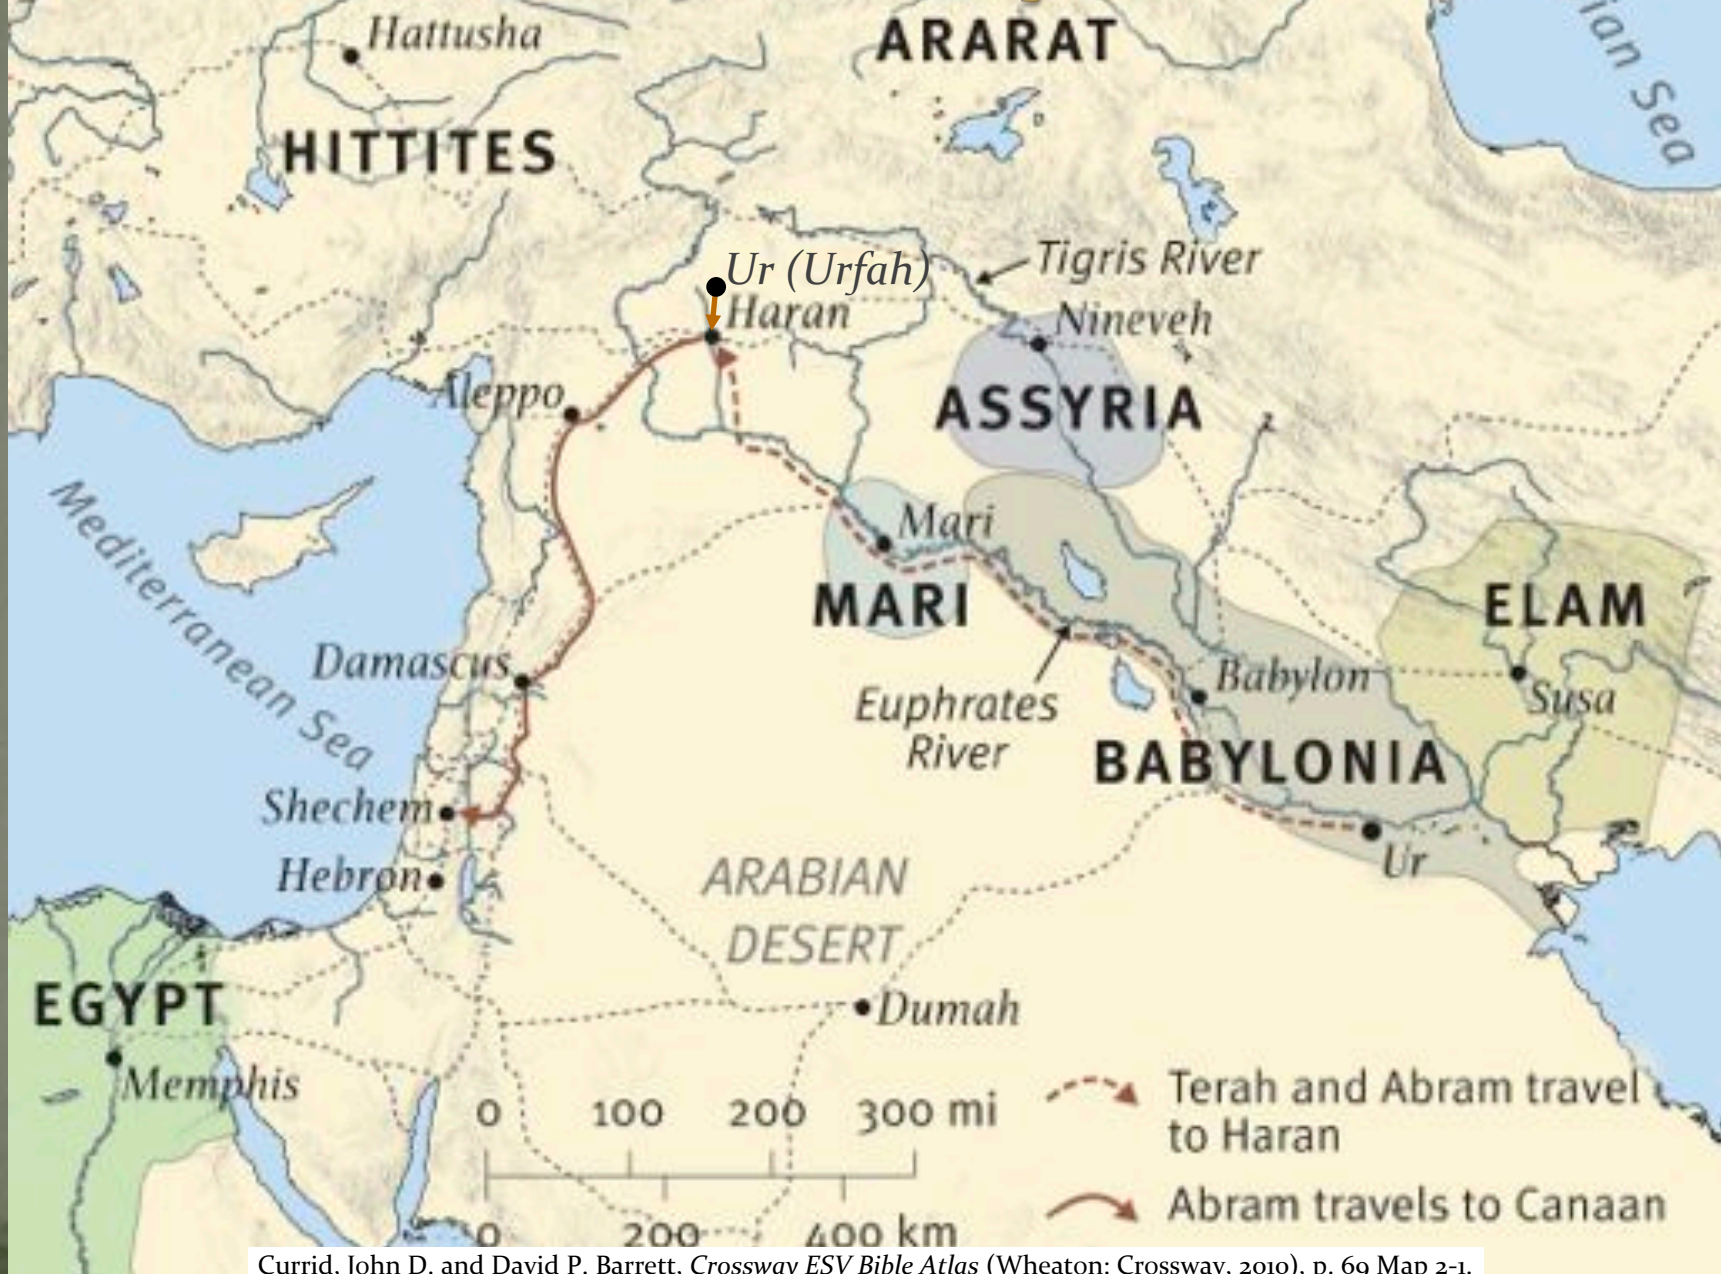 Hattusha
ARARAT
ian Sea
HITTITES
Ur (Urfah)
Tigris River
Haran
Nineveh
Aleppo
ASSYRIA
Mediterranean Sea
Mari
MARI
ELAM
Damascus
Babylon
Susa
Euphrates
River
BABYLONIA
Shechem
Ur
Hebron
ARABIAN
DESERT
EGYPT
Dumah
Memphis
0 100 200 300 mi
0 200 400 km
Terah and Abram travel
to Haran
Abram travels to Canaan
Currid, John D. and David P. Barrett, Crossway ESV Bible Atlas (Wheaton: Crossway, 2010), p. 69 Map 2-1.